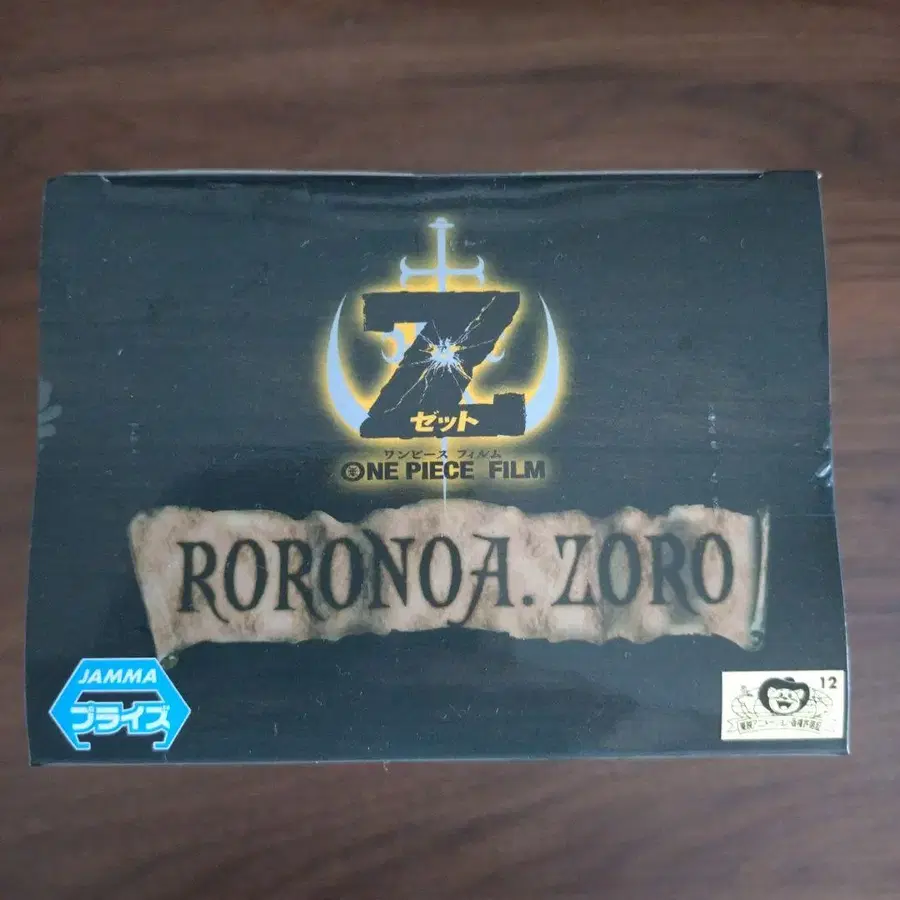 Z
ゼット
ワンピース フィルム
ONE PIECE FILM
RORONOA. ZORO
JAMMA
プライズ
12